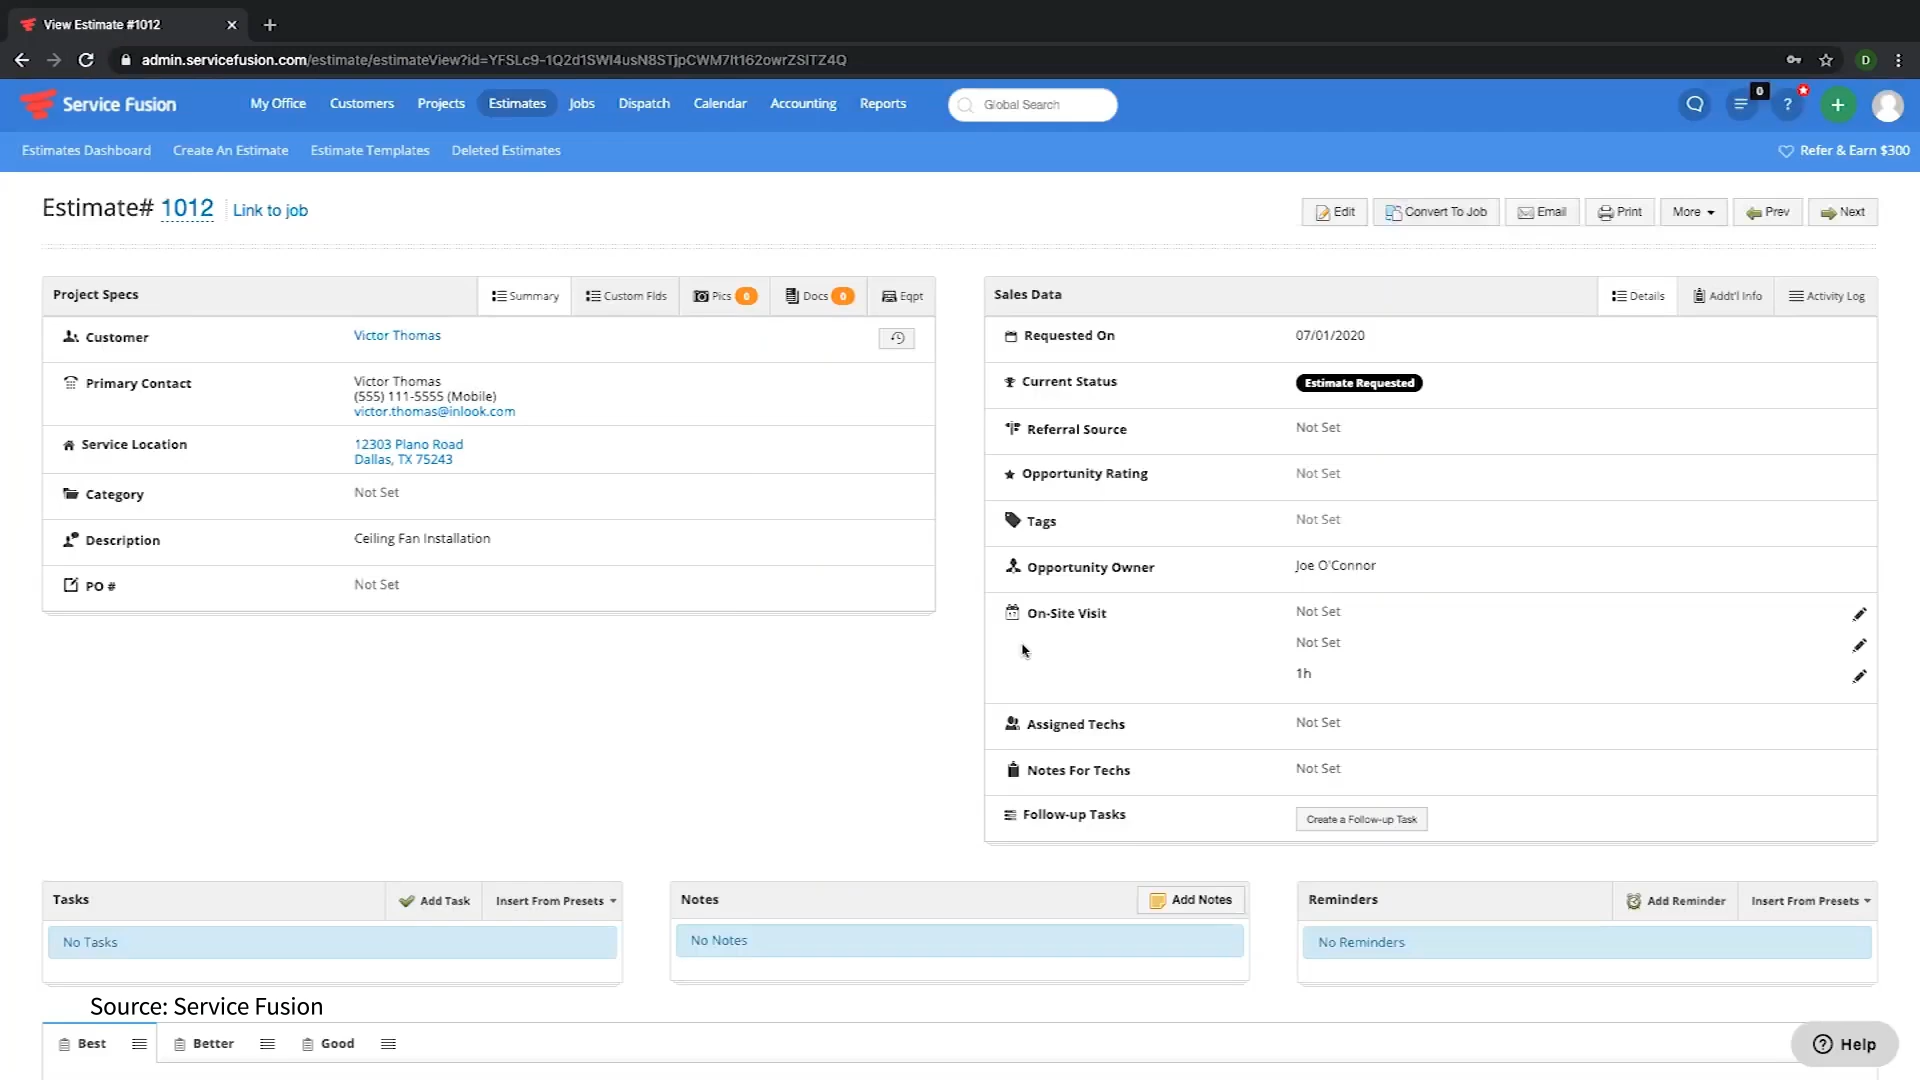 View Estimate #1012
admin.servicefusion.com/estimate/estimateView?id=YFSLc9-1Q2d1SWI4usN8STjpCWM7It162owrZSITZ4Q
D
Service Fusion
My Office
Customers
Projects
Estimates
Jobs
Dispatch
Calendar
Accounting
Reports
Global Search
0
?
Estimates Dashboard
Create An Estimate
Estimate Templates
Deleted Estimates
Refer & Earn $300
Estimate# 1012
Link to job
Edit
Convert To Job
Email
Print
More
Prev
Next
Project Specs
Summary
Custom Flds
Pics 0
Docs 0
Eqpt
Customer
Victor Thomas
Primary Contact
Victor Thomas
(555) 111-5555 (Mobile)
victor.thomas@inlook.com
Service Location
12303 Plano Road
Dallas, TX 75243
Category
Not Set
Description
Ceiling Fan Installation
PO #
Not Set
Sales Data
Details
Addt'l Info
Activity Log
Requested On
07/01/2020
Current Status
Estimate Requested
Referral Source
Not Set
Opportunity Rating
Not Set
Tags
Not Set
Opportunity Owner
Joe O'Connor
On-Site Visit
Not Set
Not Set
1h
Assigned Techs
Not Set
Notes For Techs
Not Set
Follow-up Tasks
Create a Follow-up Task
Tasks
Add Task
Insert From Presets
No Tasks
Notes
Add Notes
No Notes
Reminders
Add Reminder
Insert From Presets
No Reminders
Source: Service Fusion
Best
Better
Good
Help